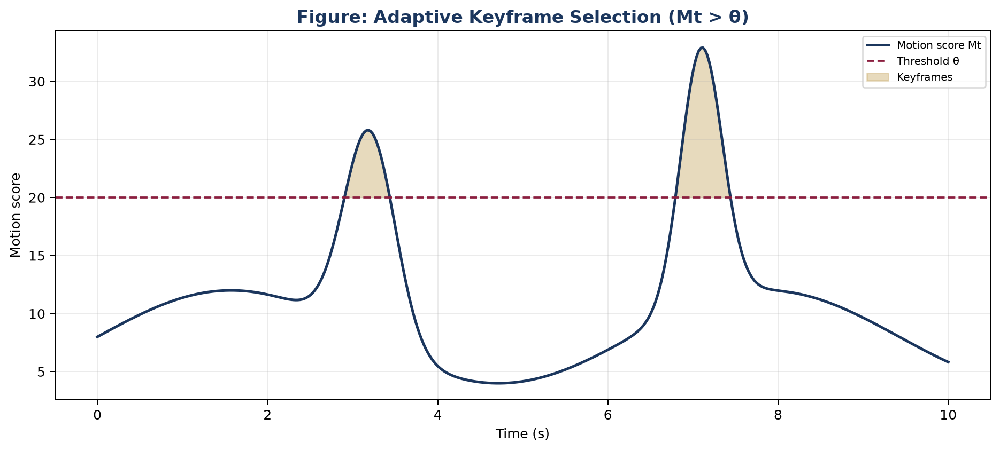 Figure: Adaptive Keyframe Selection (Mt > θ)
Motion score Mt
Threshold θ
Keyframes
30
25
20
15
10
5
Motion score
0 2 4 6 8 10
Time (s)